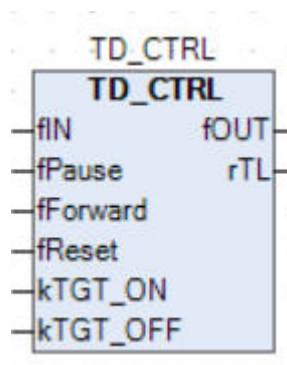 TD_CTRL
TD_CTRL
fIN fOUT
fPause rTL
fForward
fReset
kTGT_ON
kTGT_OFF